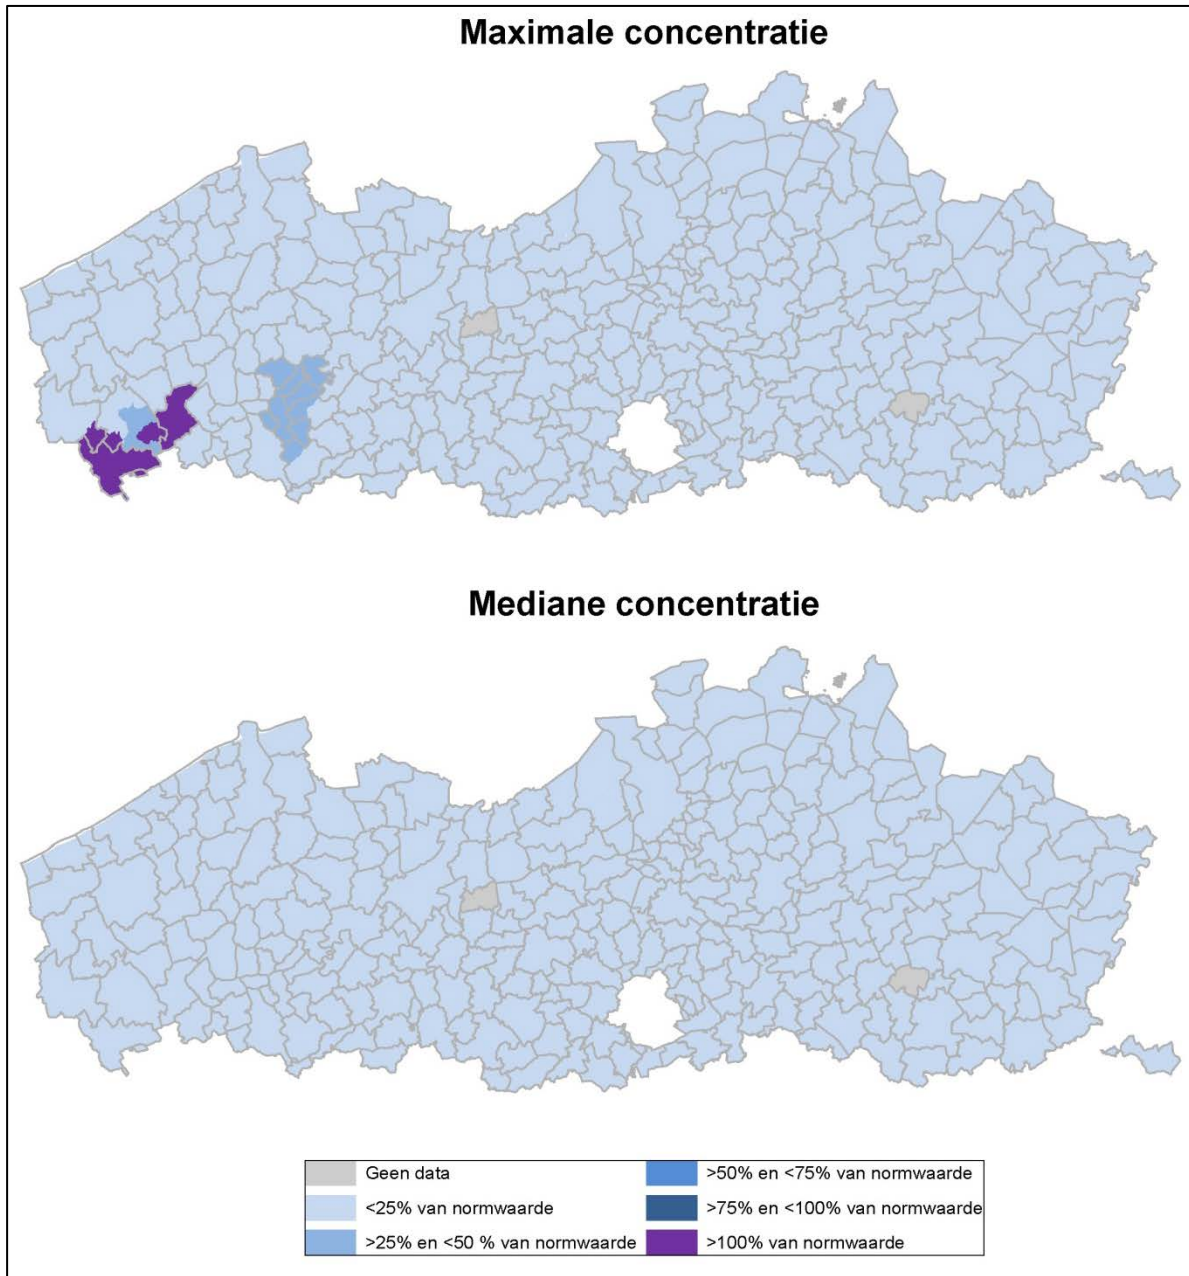 Maximale concentratie
Mediane concentratie
Geen data
<25% van normwaarde
>25% en <50 % van normwaarde
>50% en <75% van normwaarde
>75% en <100% van normwaarde
>100% van normwaarde